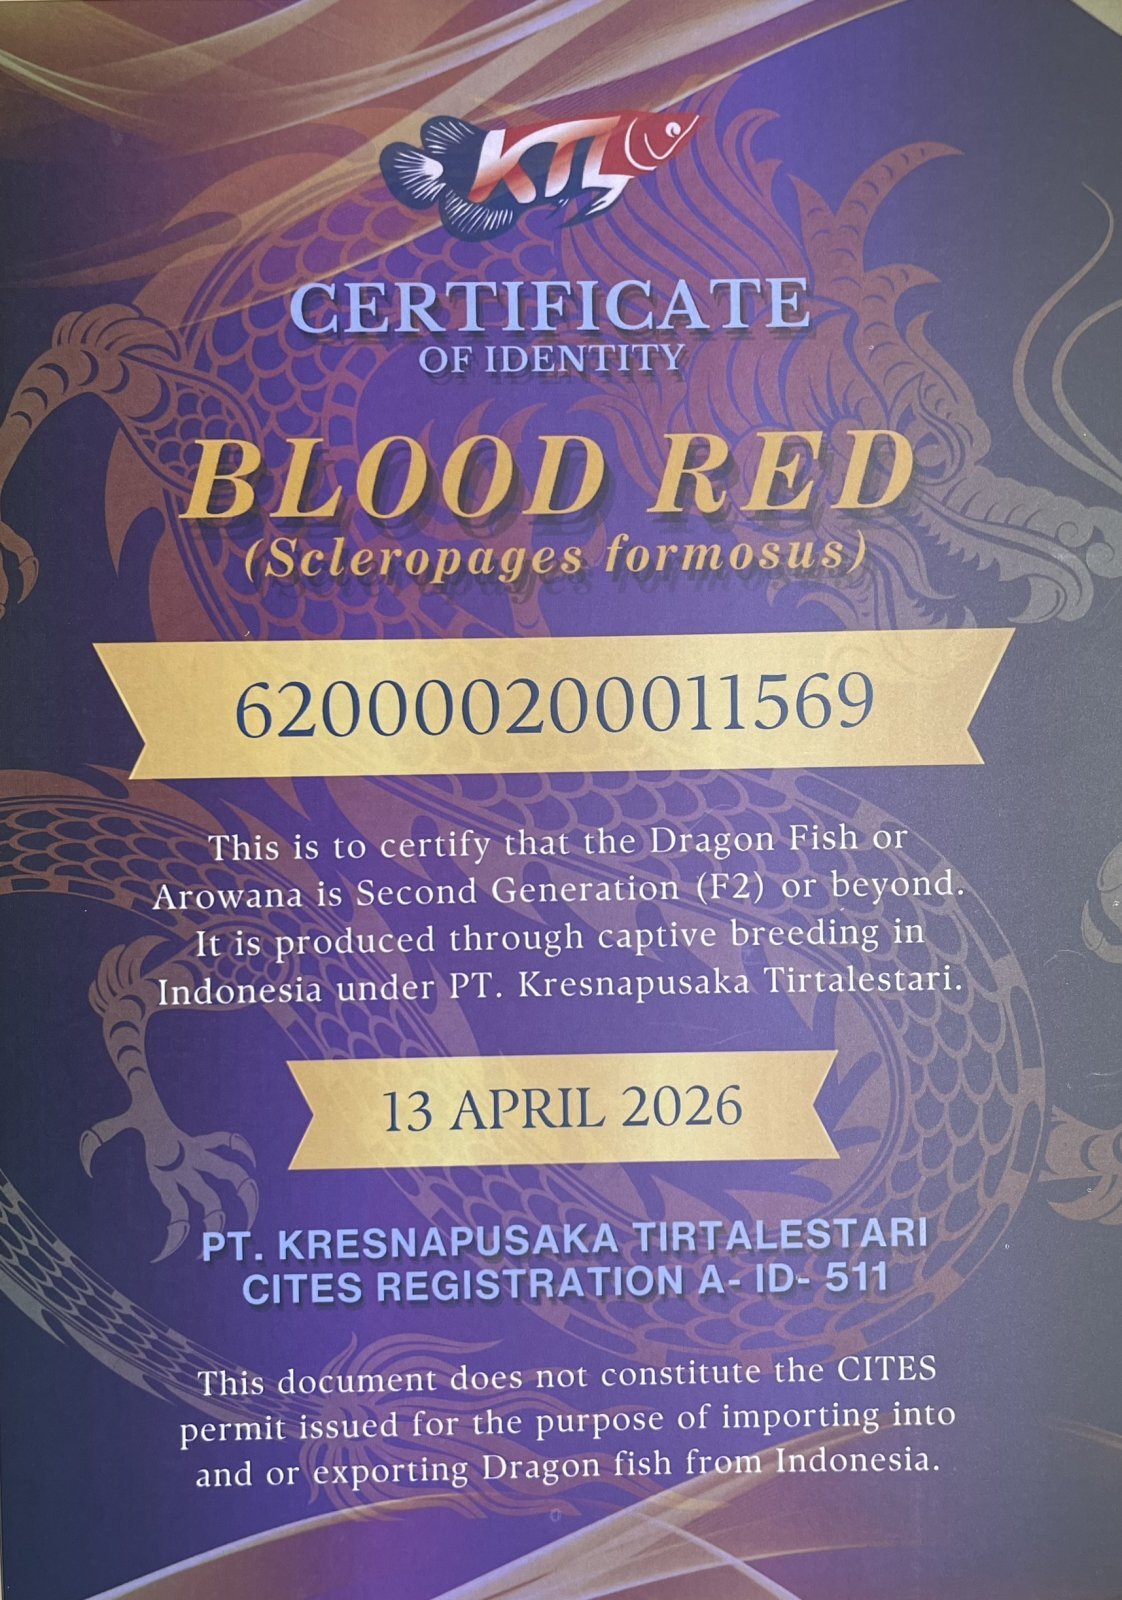 KTL
CERTIFICATE
OF IDENTITY
BLOOD RED
(Scleropages formosus)
620000200011569
This is to certify that the Dragon Fish or
Arowana is Second Generation (F2) or beyond.
It is produced through captive breeding in
Indonesia under PT. Kresnapusaka Tirtalestari.
13 APRIL 2026
PT. KRESNAPUSAKA TIRTALESTARI
CITES REGISTRATION A- ID- 511
This document does not constitute the CITES
permit issued for the purpose of importing into
and or exporting Dragon fish from Indonesia.